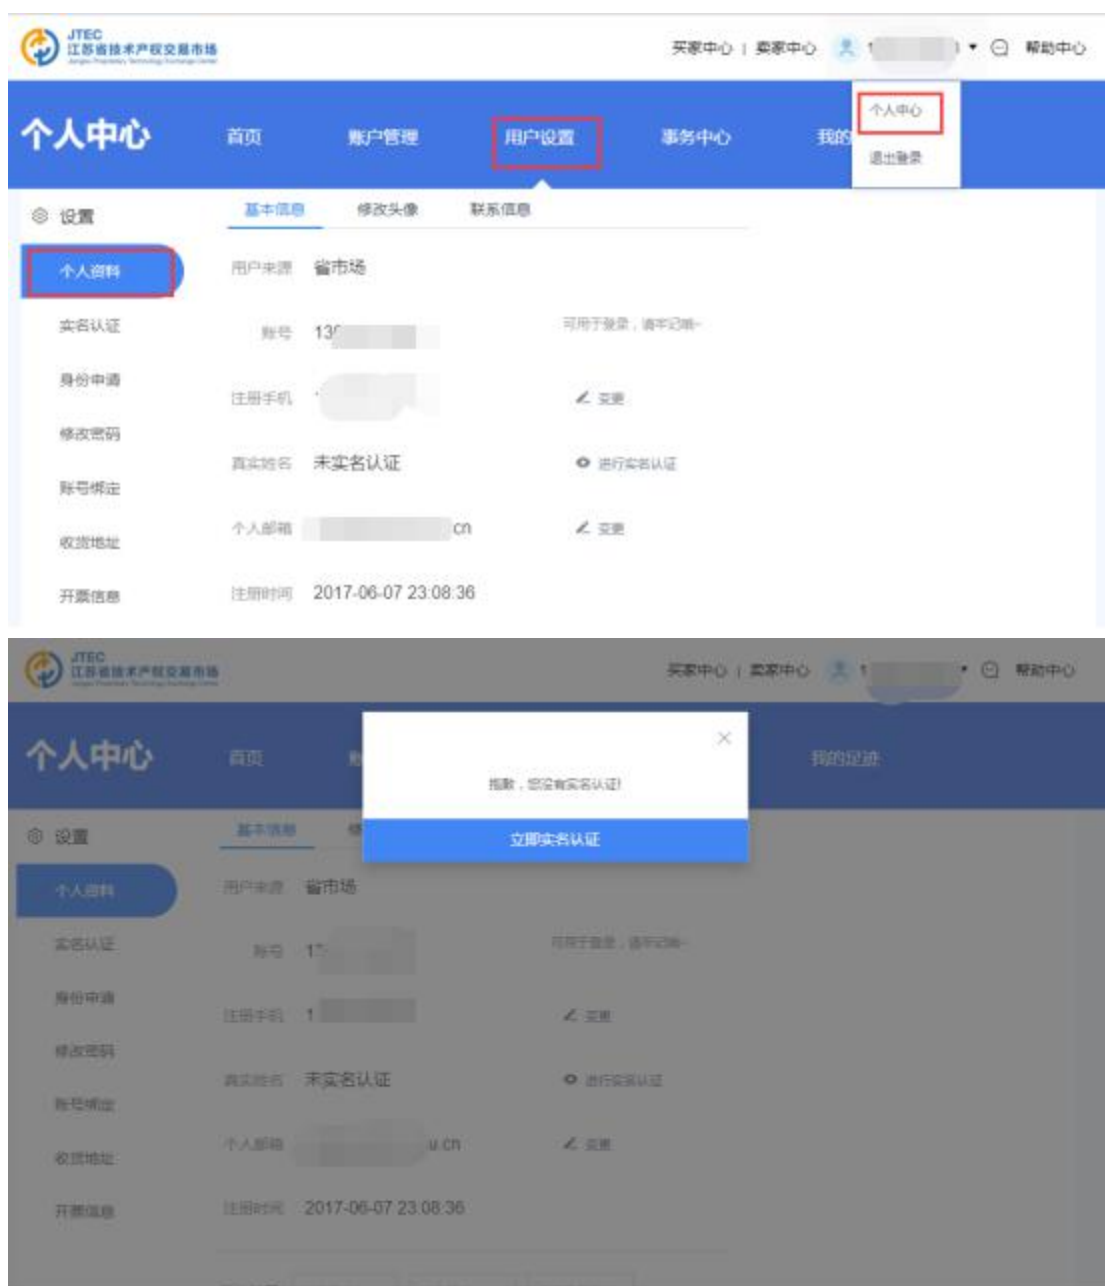 JTEC
江苏省技术产权交易市场
买家中心 | 卖家中心 1 帮助中心
个人中心
退出登录
个人中心 首页 账户管理 用户设置 事务中心 我的
设置
基本信息 修改头像 联系信息
个人资料
用户来源 省市场
实名认证
账号 13 可用于登录，请牢记哦~
身份申请
注册手机 变更
修改密码
真实姓名 未实名认证 进行实名认证
账号绑定
个人邮箱 cn 变更
收货地址
开票信息
注册时间 2017-06-07 23:08:36
JTEC
江苏省技术产权交易市场
买家中心 | 卖家中心 1 帮助中心
个人中心 首页 我的足迹
抱歉，您没有实名认证!
立即实名认证
设置
基本信息
个人资料
用户来源 省市场
实名认证
账号 1 可用于登录，请牢记哦~
身份申请
注册手机 1 变更
修改密码
真实姓名 未实名认证 进行实名认证
账号绑定
个人邮箱 u.cn 变更
收货地址
开票信息
注册时间 2017-06-07 23:08:36